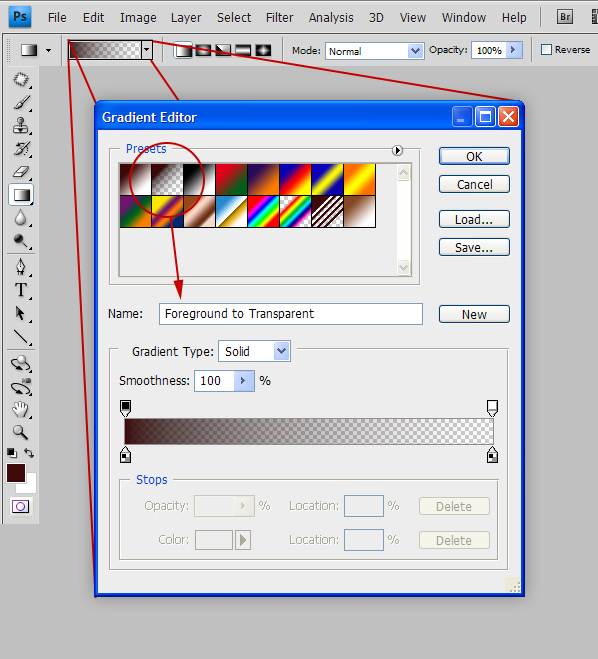 Ps File Edit Image Layer Select Filter Analysis 3D View Window Help Br
Mode: Normal Opacity: 100% Reverse
Gradient Editor
Presets
OK
Cancel
Load...
Save...
Name: Foreground to Transparent New
Gradient Type: Solid
Smoothness: 100 %
Stops
Opacity: % Location: % Delete
Color: Location: % Delete
T